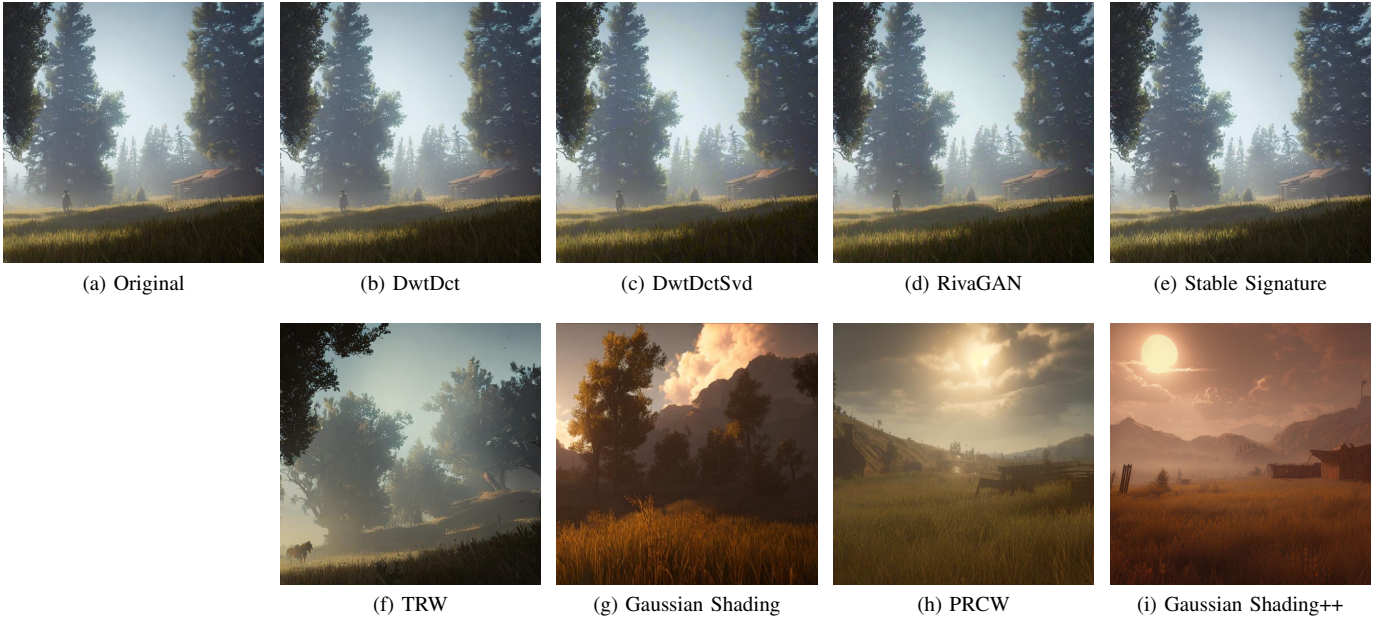 (a) Original
(b) DwtDct
(c) DwtDctSvd
(d) RivaGAN
(e) Stable Signature
(f) TRW
(g) Gaussian Shading
(h) PRCW
(i) Gaussian Shading++